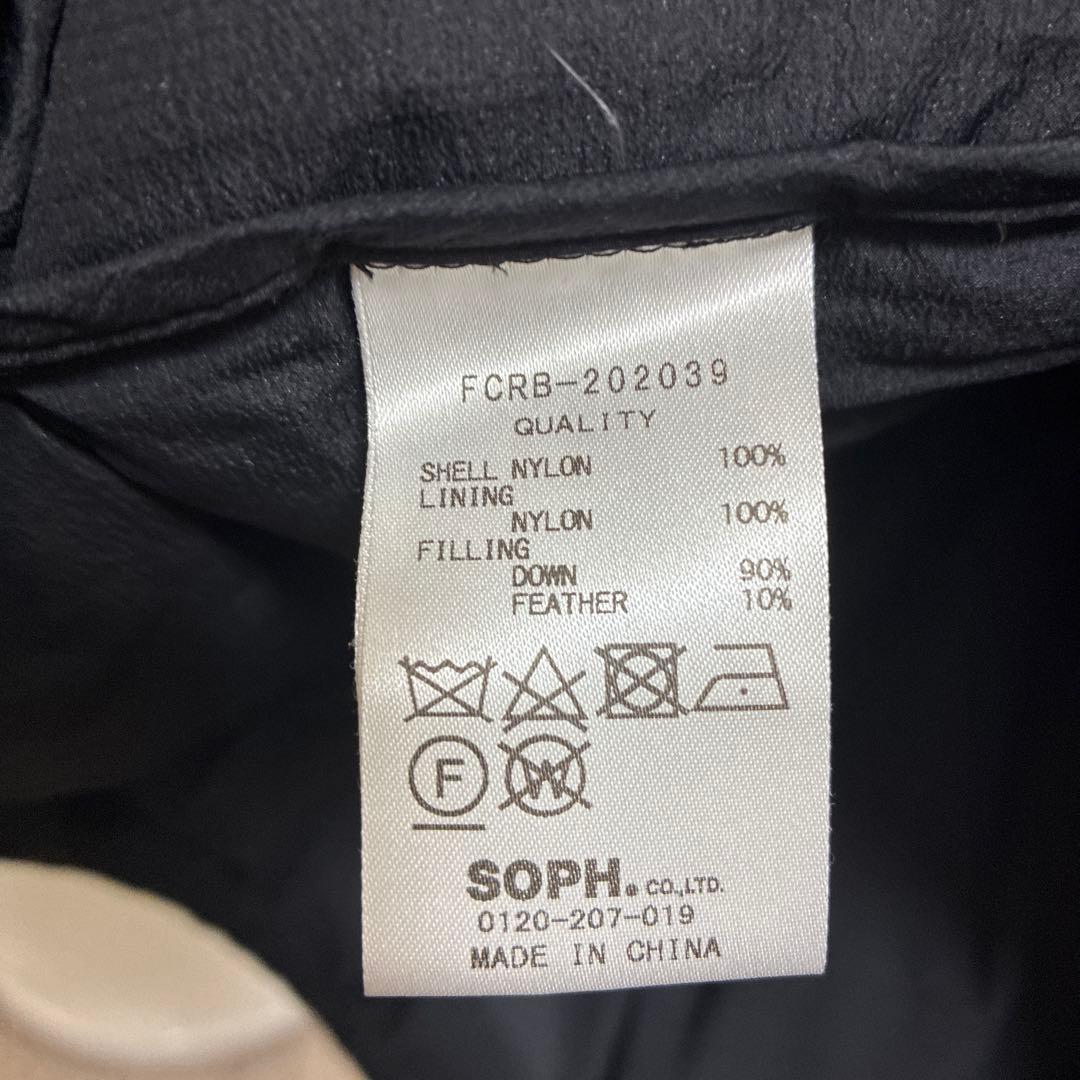 FCRB-202039
QUALITY
SHELL NYLON 100%
LINING
NYLON 100%
FILLING
DOWN 90%
FEATHER 10%
F W
SOPH. CO.,LTD.
0120-207-019
MADE IN CHINA